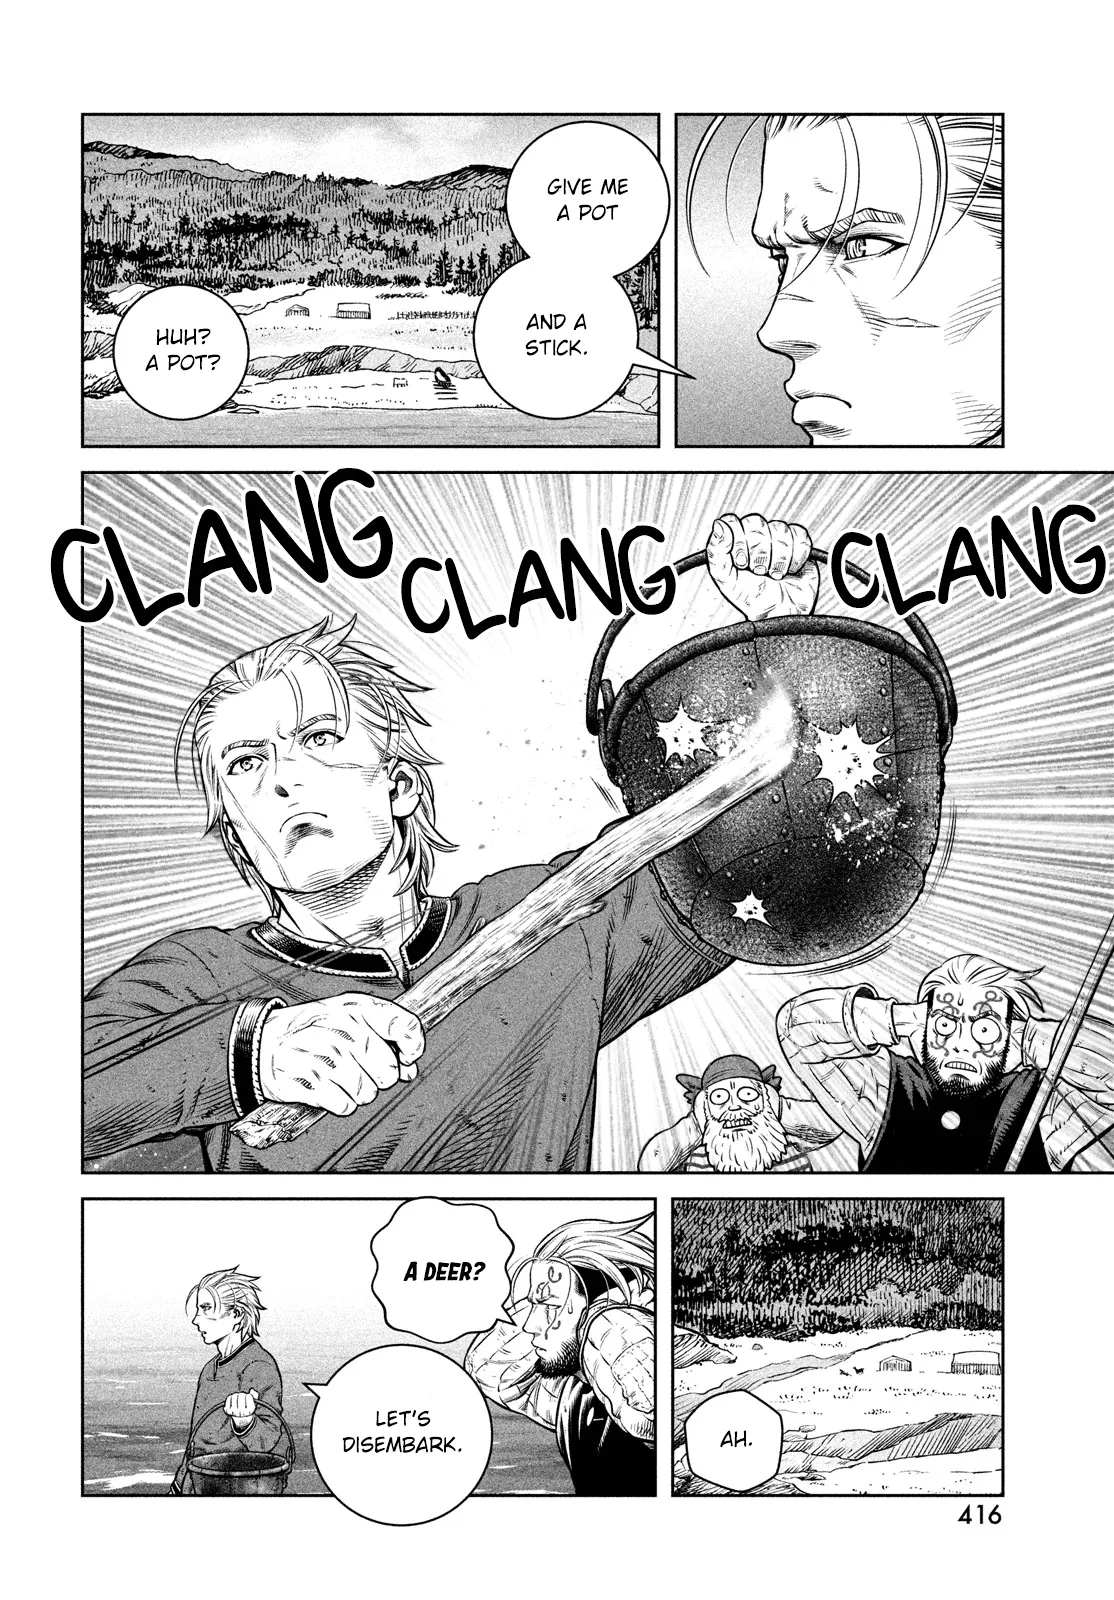 GIVE ME
A POT
AND A
STICK.
HUH?
A POT?
CLANG
CLANG
CLANG
AH.
A DEER?
LET'S
DISEMBARK.
416